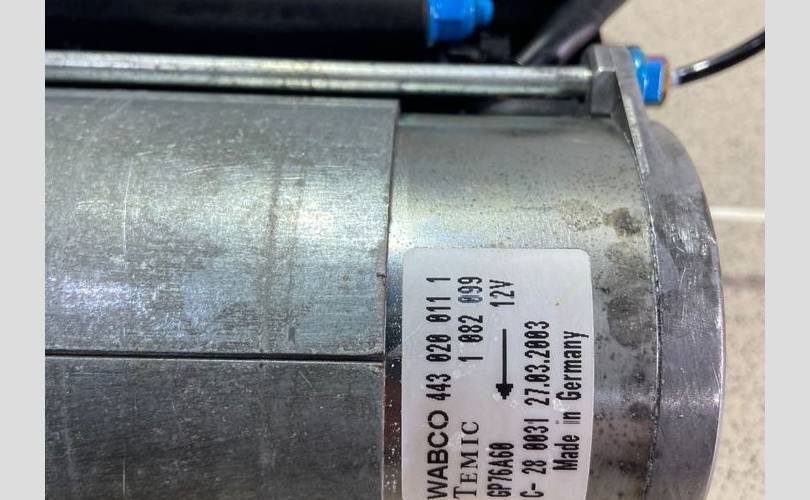 WABCO 443 020 011 1
TEMIC 1 082 099
GP76A60 12V
C- 28 0031 27.03.2003
Made in Germany